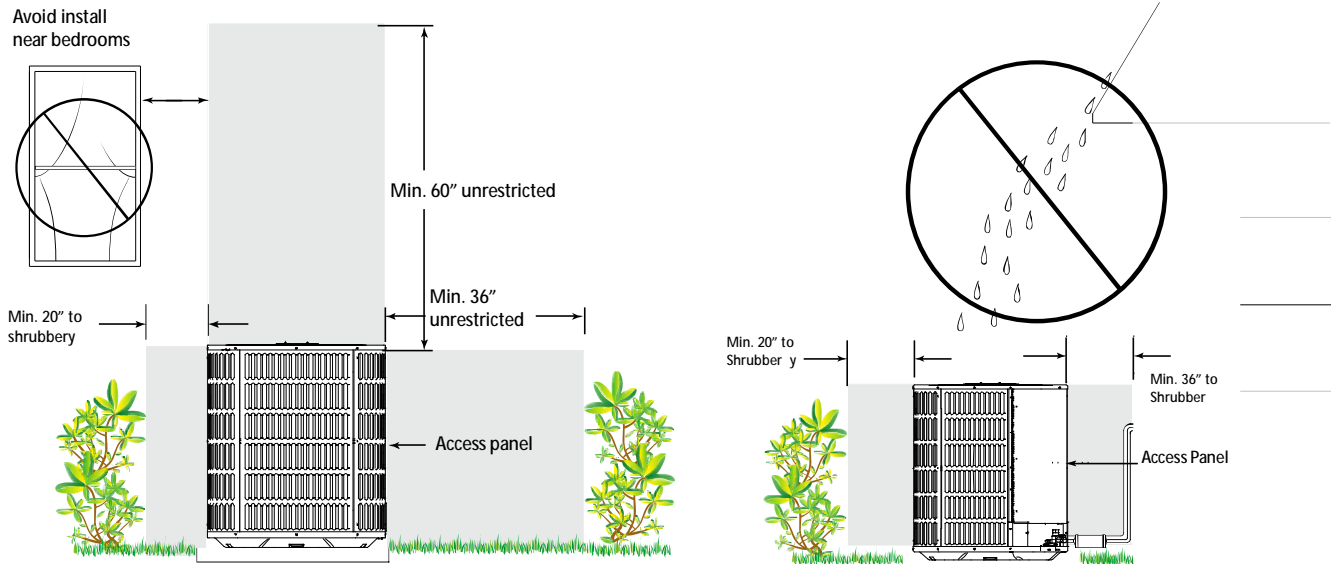 Avoid install
near bedrooms
Min. 60" unrestricted
Min. 36"
unrestricted
Min. 20" to
shrubbery
Access panel
Min. 20" to
Shrubber y
Min. 36" to
Shrubber
Access Panel